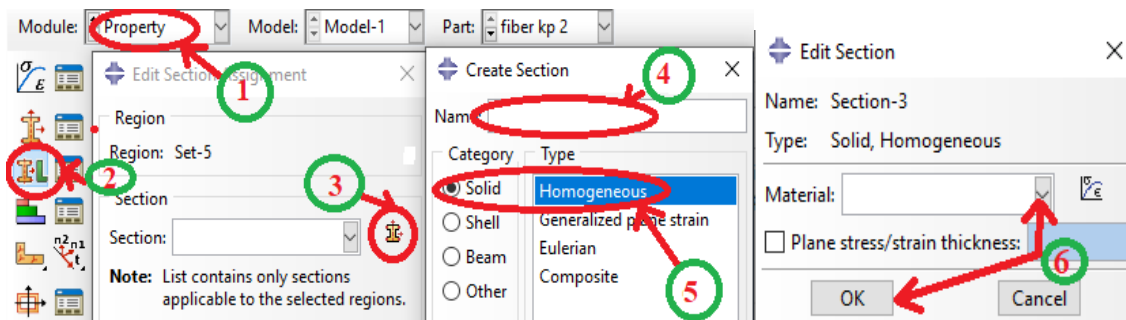 Module: Property Model: Model-1 Part: fiber kp 2
Edit Section Assignment
1
Region
Region: Set-5
2
Section
3
Section:
Note: List contains only sections
applicable to the selected regions.
σ
ε
n2 n1
t
Create Section
4
Nam
Category Type
Solid Homogeneous
Shell Generalized plane strain
Beam Eulerian
Other Composite
5
Edit Section
Name: Section-3
Type: Solid, Homogeneous
Material:
σ
ε
Plane stress/strain thickness:
6
OK Cancel